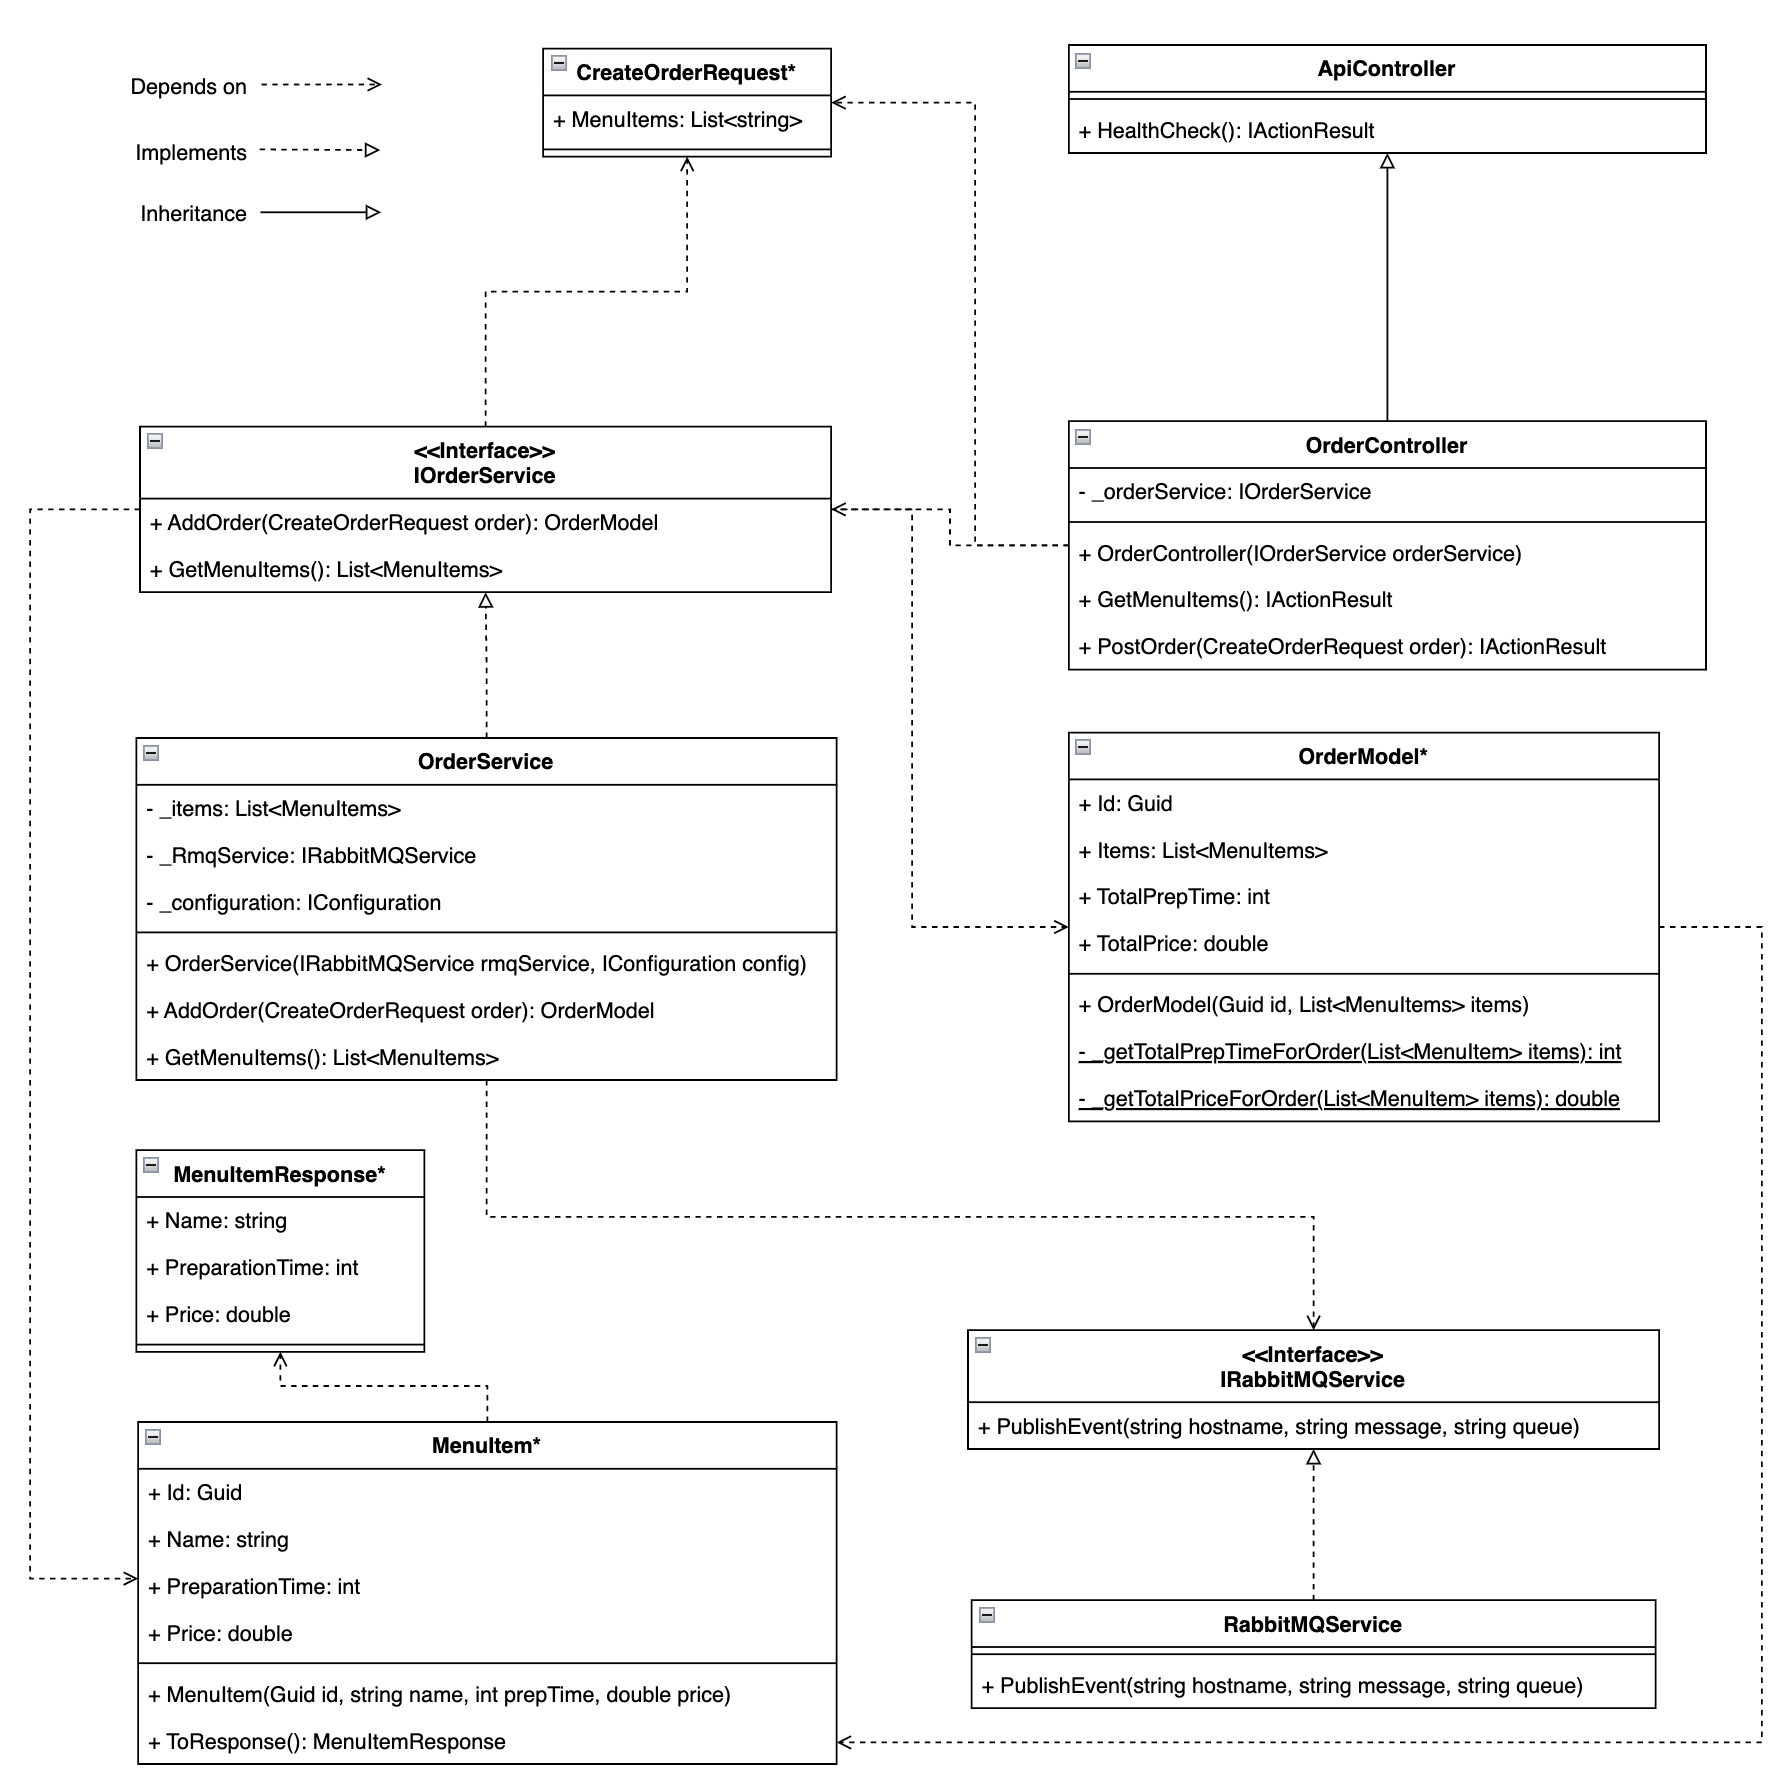 Depends on
Implements
Inheritance
CreateOrderRequest*
+ MenuItems: List<string>
ApiController
+ HealthCheck(): IActionResult
<<Interface>>
IOrderService
+ AddOrder(CreateOrderRequest order): OrderModel
+ GetMenuItems(): List<MenuItems>
OrderController
- _orderService: IOrderService
+ OrderController(IOrderService orderService)
+ GetMenuItems(): IActionResult
+ PostOrder(CreateOrderRequest order): IActionResult
OrderService
- _items: List<MenuItems>
- _RmqService: IRabbitMQService
- _configuration: IConfiguration
+ OrderService(IRabbitMQService rmqService, IConfiguration config)
+ AddOrder(CreateOrderRequest order): OrderModel
+ GetMenuItems(): List<MenuItems>
OrderModel*
+ Id: Guid
+ Items: List<MenuItems>
+ TotalPrepTime: int
+ TotalPrice: double
+ OrderModel(Guid id, List<MenuItems> items)
- _getTotalPrepTimeForOrder(List<MenuItem> items): int
- _getTotalPriceForOrder(List<MenuItem> items): double
MenuItemResponse*
+ Name: string
+ PreparationTime: int
+ Price: double
<<Interface>>
IRabbitMQService
+ PublishEvent(string hostname, string message, string queue)
MenuItem*
+ Id: Guid
+ Name: string
+ PreparationTime: int
+ Price: double
+ MenuItem(Guid id, string name, int prepTime, double price)
+ ToResponse(): MenuItemResponse
RabbitMQService
+ PublishEvent(string hostname, string message, string queue)